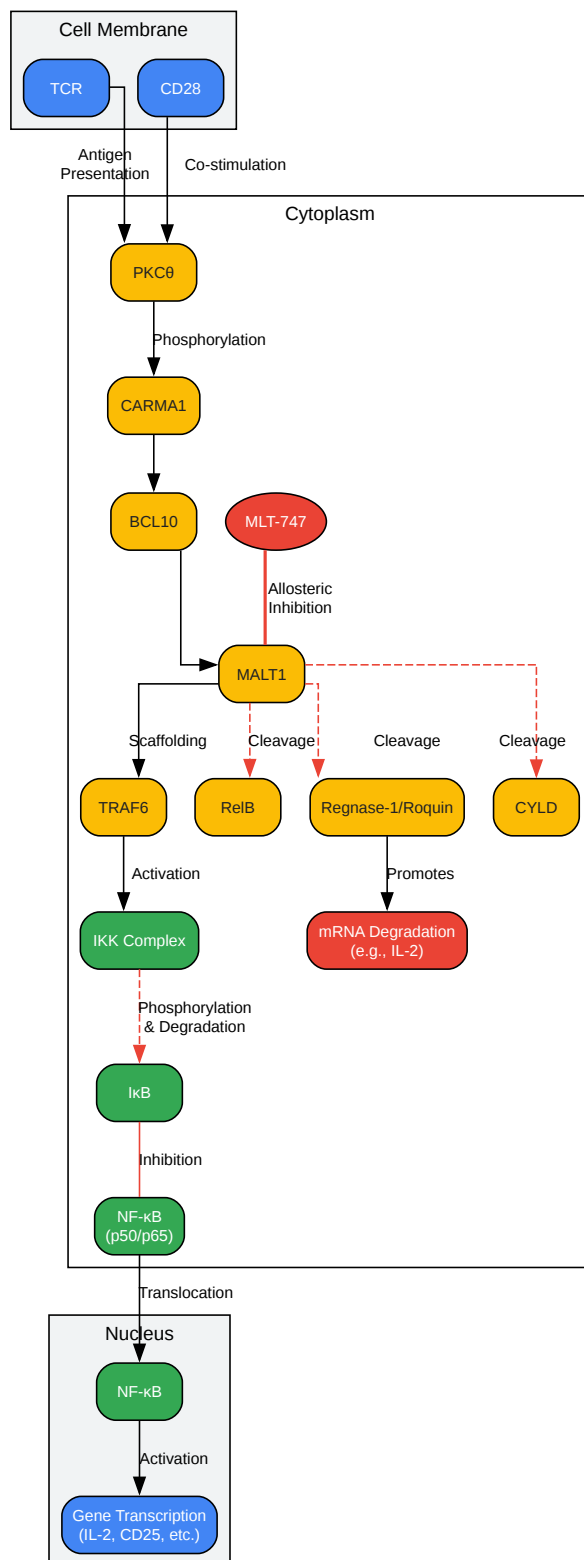 Cell Membrane
TCR
CD28
Antigen
Presentation
Co-stimulation
Cytoplasm
PKCθ
Phosphorylation
CARMA1
BCL10
MLT-747
Allosteric
Inhibition
MALT1
Scaffolding
Cleavage
Cleavage
Cleavage
TRAF6
RelB
Regnase-1/Roquin
CYLD
Activation
Promotes
IKK Complex
mRNA Degradation
(e.g., IL-2)
Phosphorylation
& Degradation
IκB
Inhibition
NF-κB
(p50/p65)
Translocation
Nucleus
NF-κB
Activation
Gene Transcription
(IL-2, CD25, etc.)